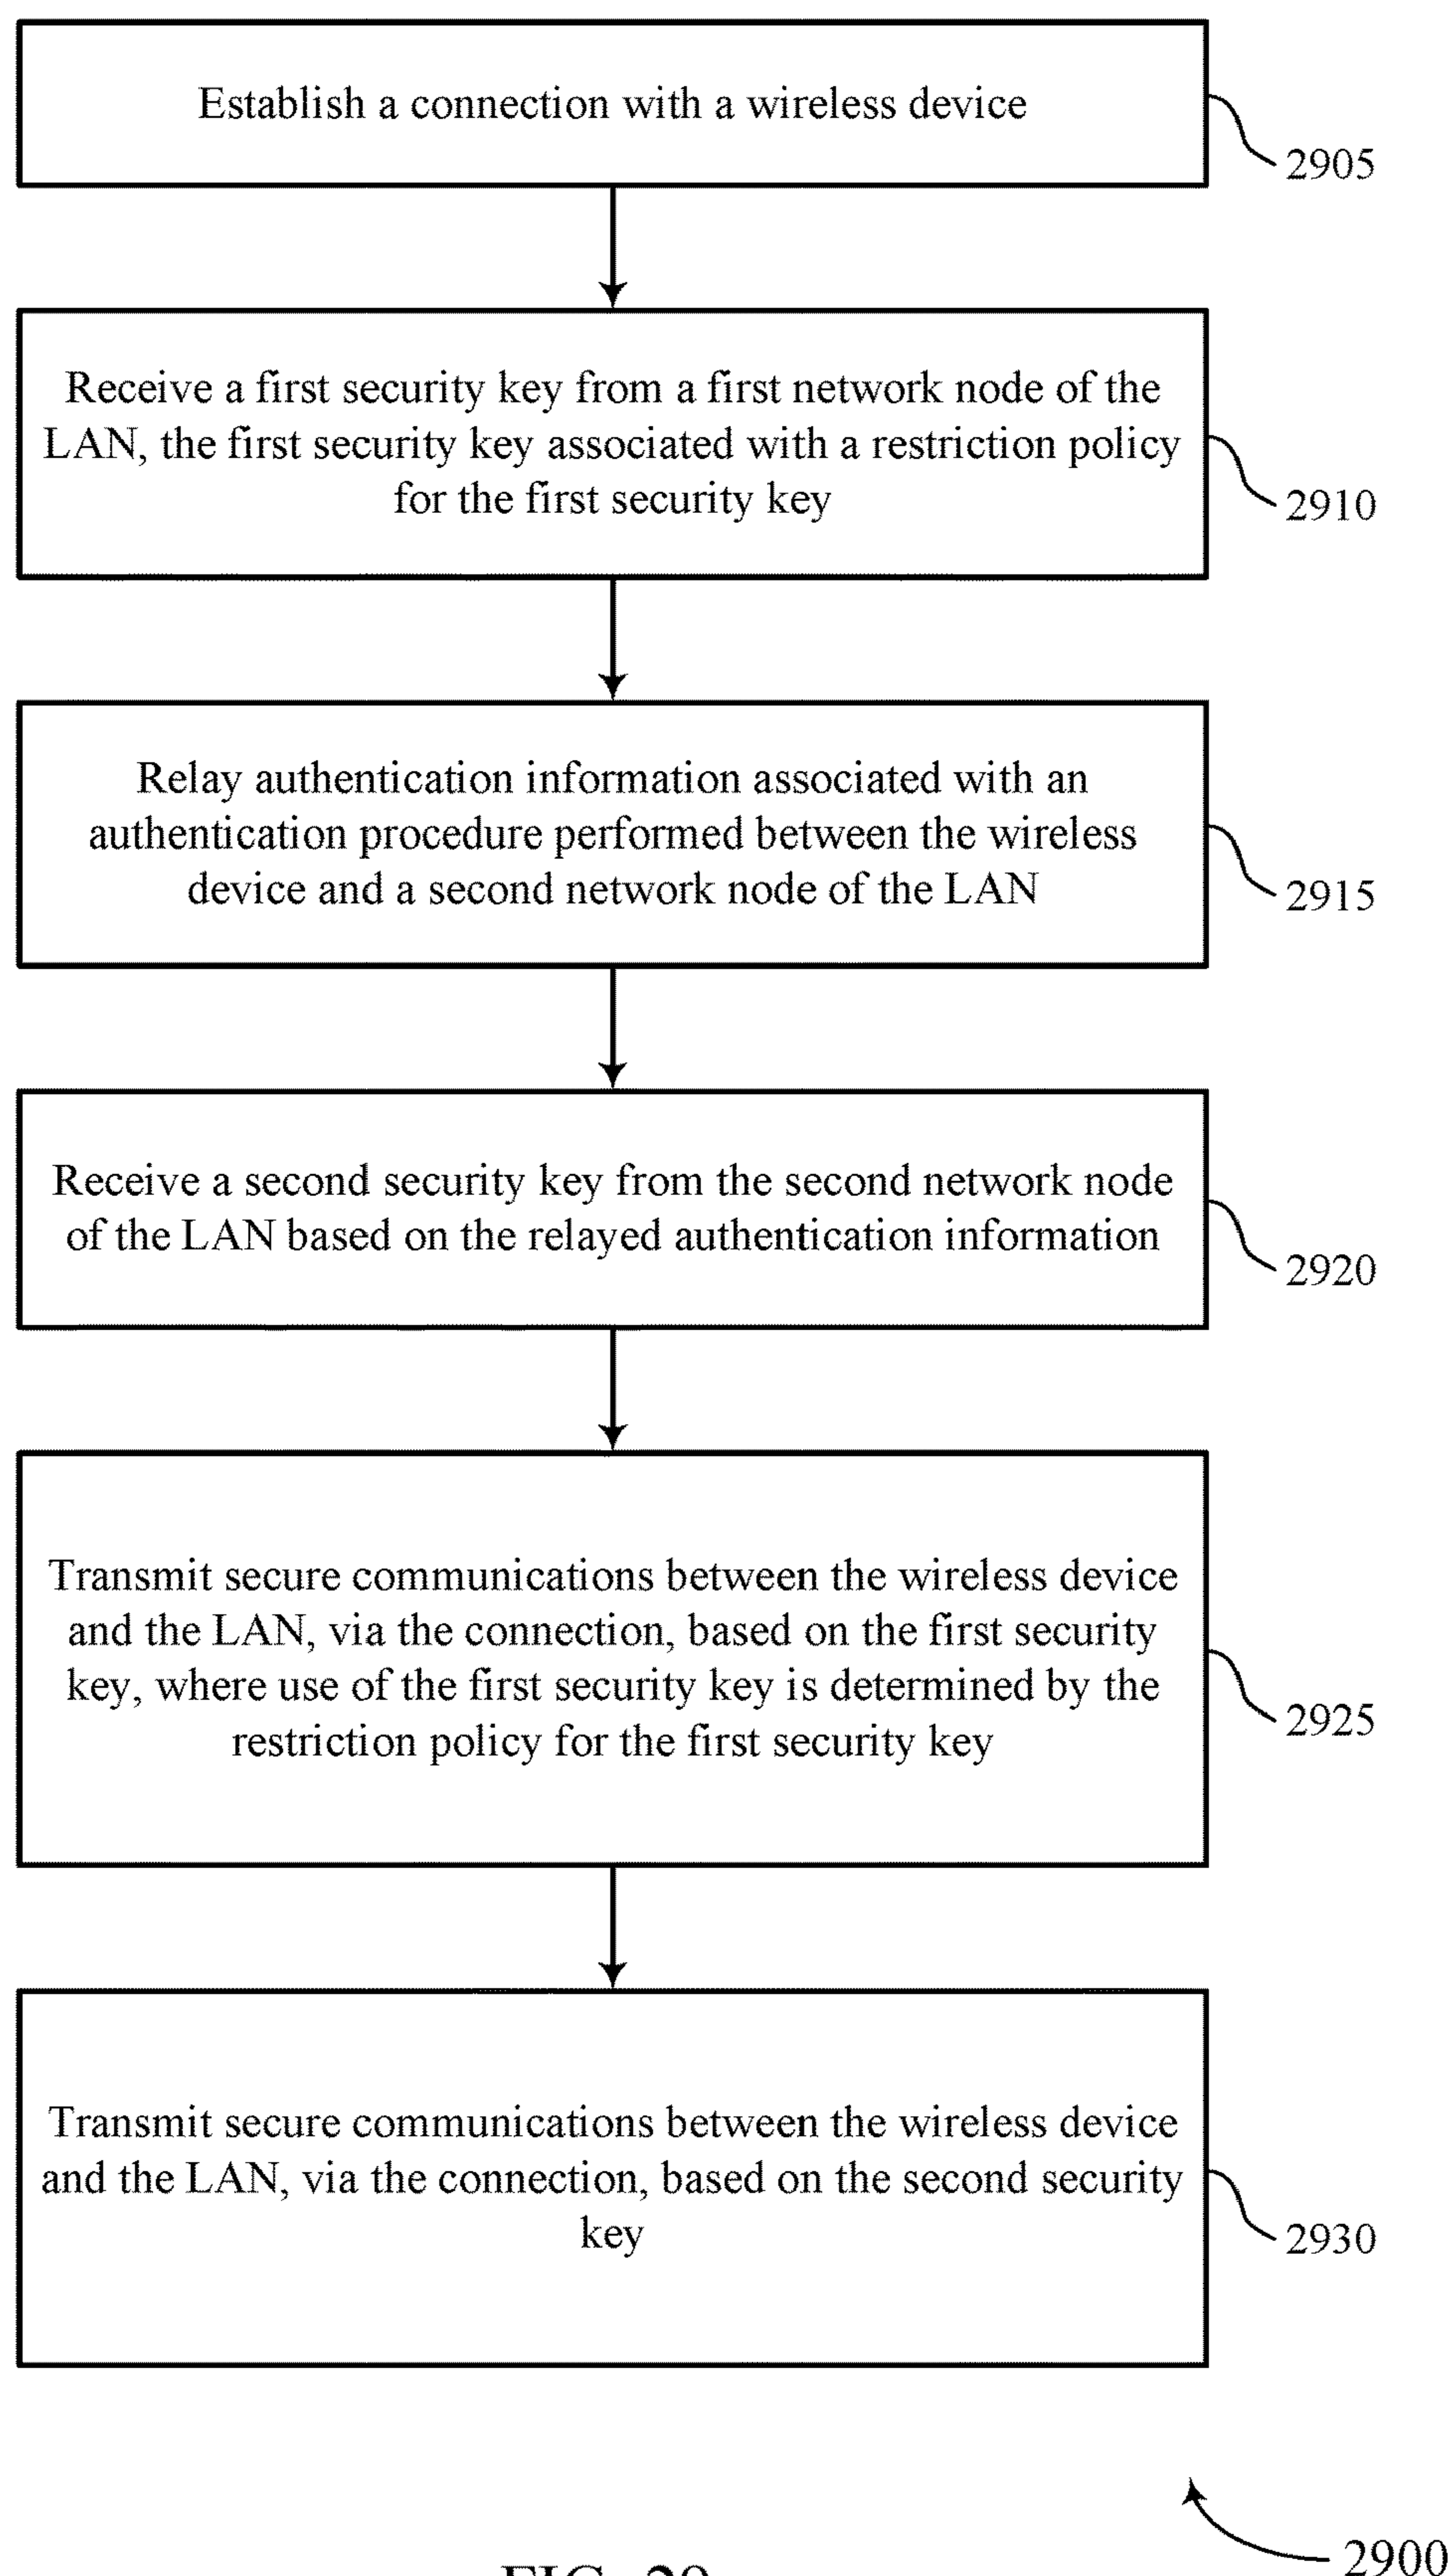 Establish a connection with a wireless device
2905
Receive a first security key from a first network node of the
LAN, the first security key associated with a restriction policy
for the first security key
2910
Relay authentication information associated with an
authentication procedure performed between the wireless
device and a second network node of the LAN
2915
Receive a second security key from the second network node
of the LAN based on the relayed authentication information
2920
Transmit secure communications between the wireless device
and the LAN, via the connection, based on the first security
key, where use of the first security key is determined by the
restriction policy for the first security key
2925
Transmit secure communications between the wireless device
and the LAN, via the connection, based on the second security
key
2930
2900
FIG. 29